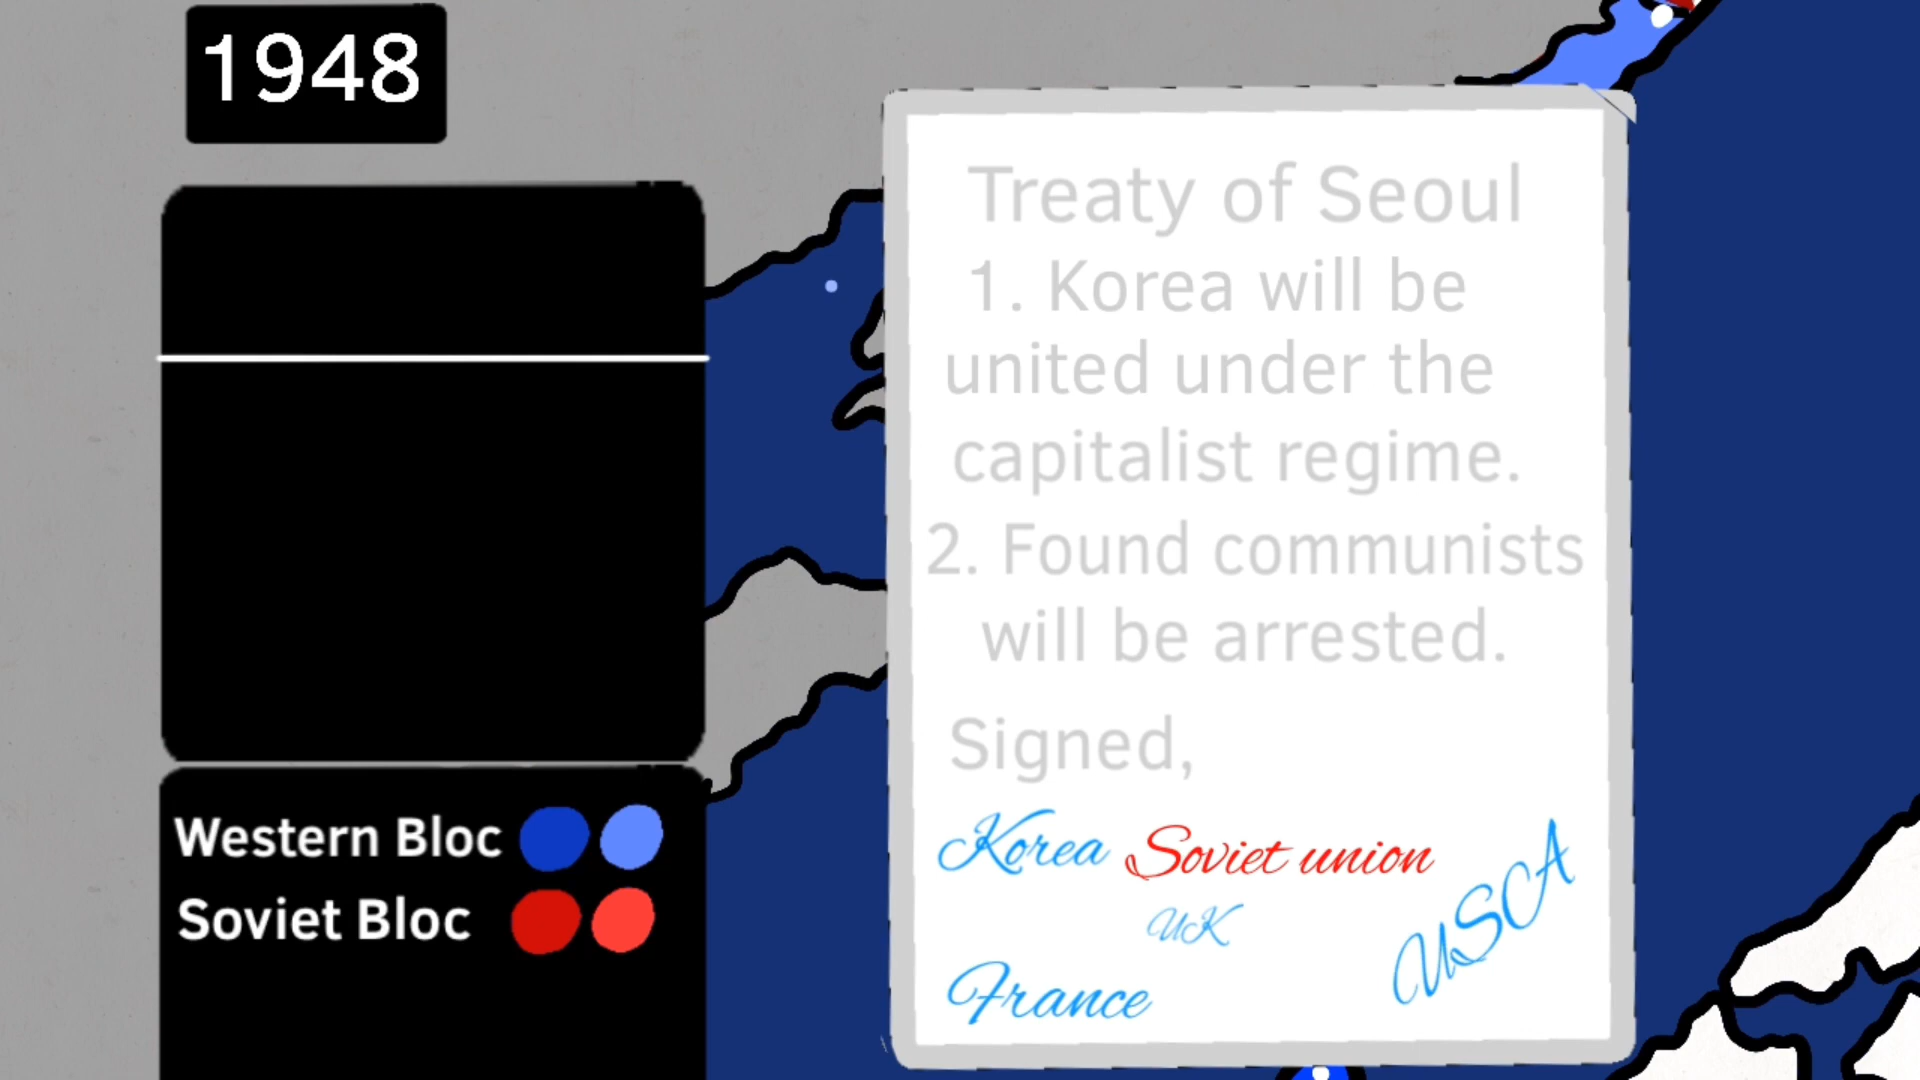 1948
Treaty of Seoul
1. Korea will be
united under the
capitalist regime.
2. Found communists
will be arrested.
Signed,
Korea Soviet union
UK
USCA
France
Western Bloc
Soviet Bloc